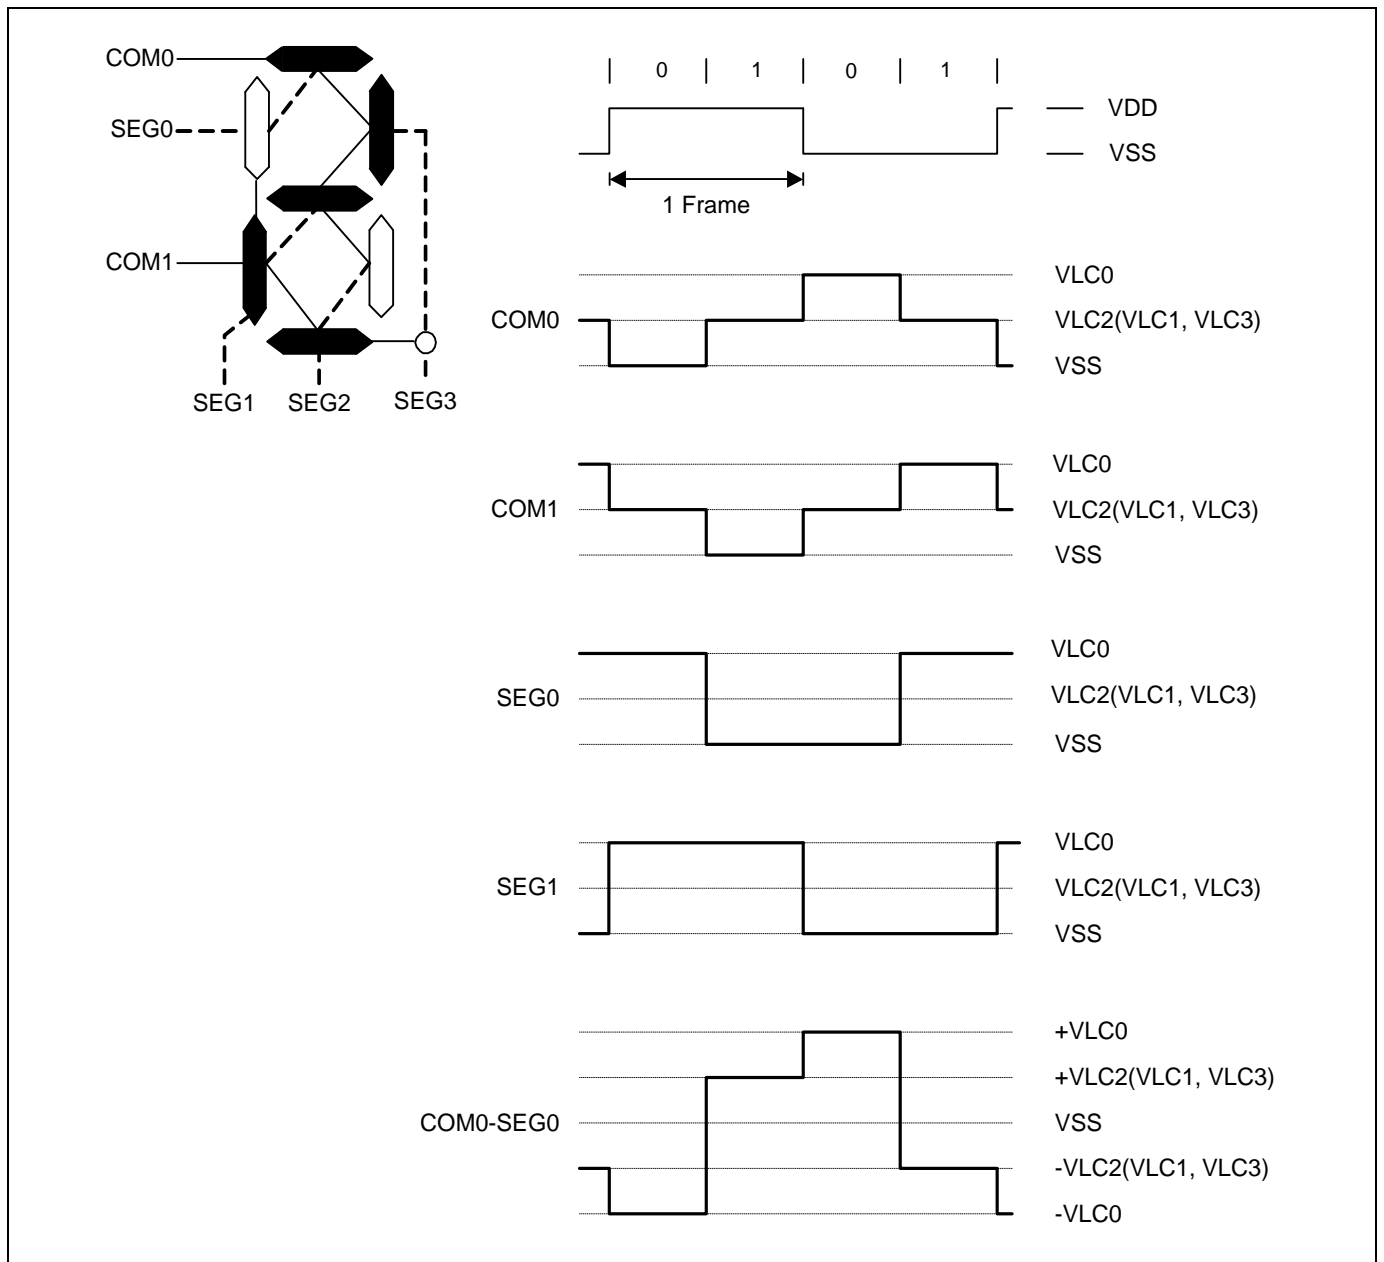 COM0
SEG0
COM1
SEG1 SEG2 SEG3
0 1 0 1
VDD
VSS
1 Frame
COM0
VLC0
VLC2(VLC1, VLC3)
VSS
COM1
VLC0
VLC2(VLC1, VLC3)
VSS
SEG0
VLC0
VLC2(VLC1, VLC3)
VSS
SEG1
VLC0
VLC2(VLC1, VLC3)
VSS
COM0-SEG0
+VLC0
+VLC2(VLC1, VLC3)
VSS
-VLC2(VLC1, VLC3)
-VLC0